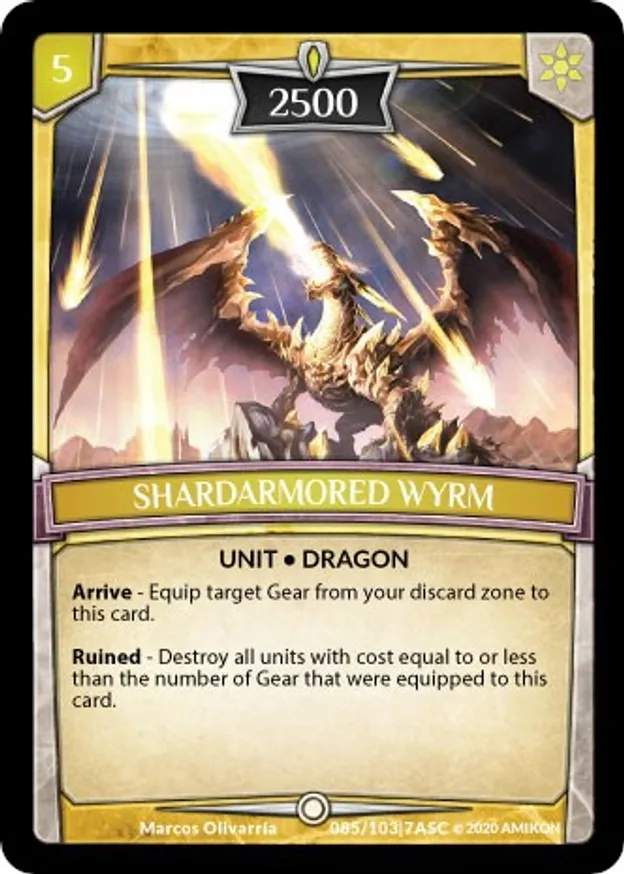 5
2500
SHARDARMORED WYRM
UNIT • DRAGON
Arrive - Equip target Gear from your discard zone to
this card.
Ruined - Destroy all units with cost equal to or less
than the number of Gear that were equipped to this
card.
Marcos Olivarria 085/103|7ASC © 2020 AMIKON